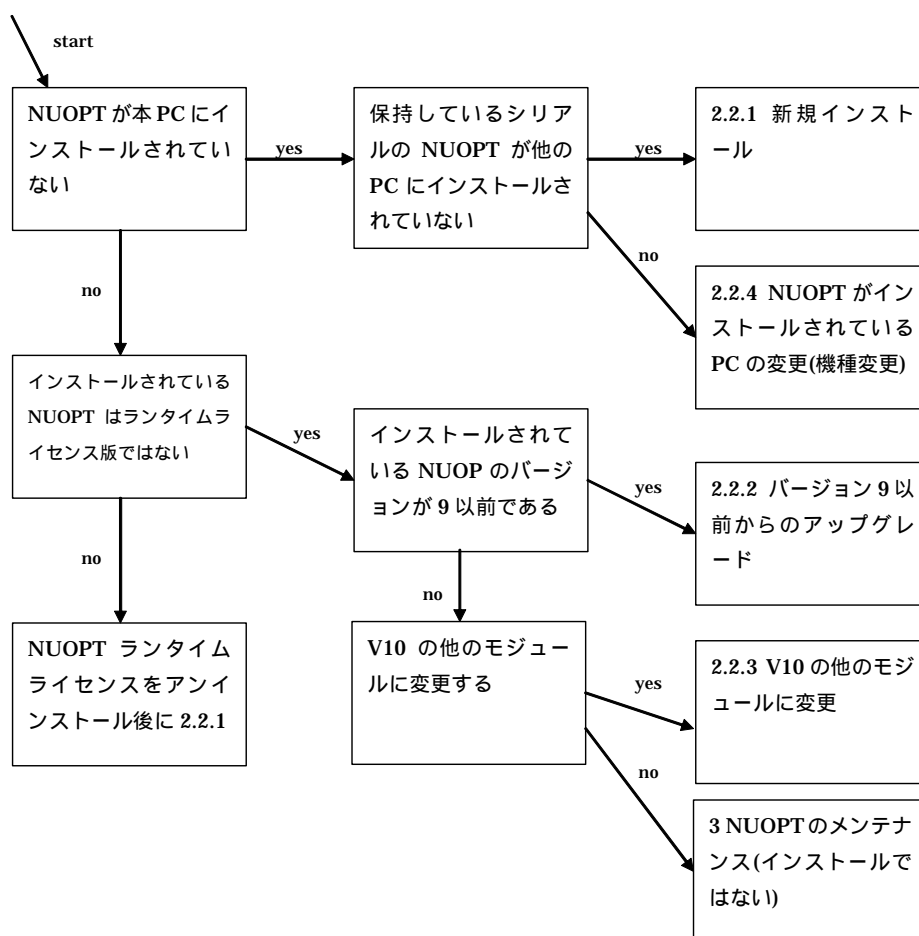 start
NUOPT が本 PC にイ
ンストールされてい
ない
yes
保持しているシリア
ルの NUOPT が他の
PC にインストールさ
れていない
yes
2.2.1 新規インスト
ール
no
no
2.2.4 NUOPT がイン
ストールされている
PC の変更(機種変更)
インストールされている
NUOPT はランタイムラ
イセンス版ではない
yes
インストールされて
いる NUOP のバージ
ョンが 9 以前である
yes
2.2.2 バージョン 9 以
前からのアップグレ
ード
no
no
NUOPT ランタイム
ライセンスをアンイ
ンストール後に 2.2.1
V10 の他のモジュー
ルに変更する
yes
2.2.3 V10 の他のモジ
ュールに変更
no
3 NUOPT のメンテナ
ンス(インストールで
はない)